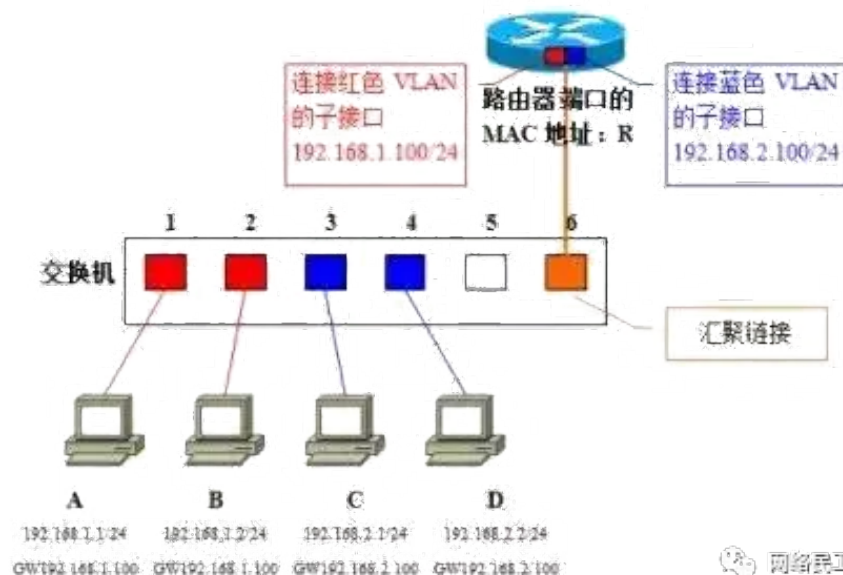 连接红色 VLAN
的子接口
192.168.1.100/24
路由器端口的
MAC 地址：R
连接蓝色 VLAN
的子接口
192.168.2.100/24
1 2 3 4 5 6
交换机
汇聚链接
A B C D
192.168.1.1/24 192.168.1.2/24 192.168.2.1/24 192.168.2.2/24
GW192.168.1.100 GW192.168.1.100 GW192.168.2.100 GW192.168.2.100
网络民工